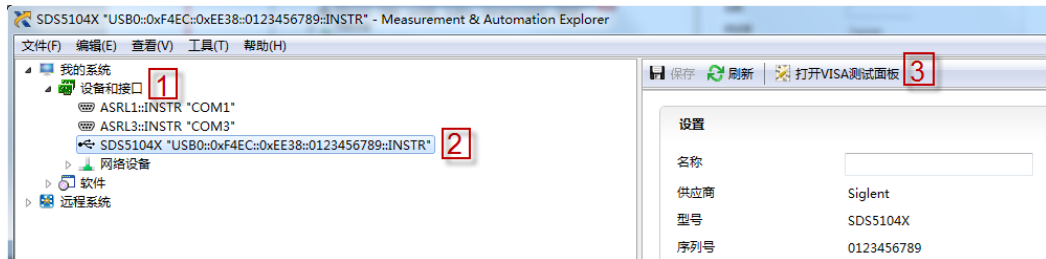 SDS5104X "USB0::0xF4EC::0xEE38::0123456789::INSTR" - Measurement & Automation Explorer
文件(F) 编辑(E) 查看(V) 工具(T) 帮助(H)
我的系统
设备和接口 1
ASRL1::INSTR "COM1"
ASRL3::INSTR "COM3"
SDS5104X "USB0::0xF4EC::0xEE38::0123456789::INSTR" 2
网络设备
软件
远程系统
保存 刷新 打开VISA测试面板 3
设置
名称
供应商 Siglent
型号 SDS5104X
序列号 0123456789